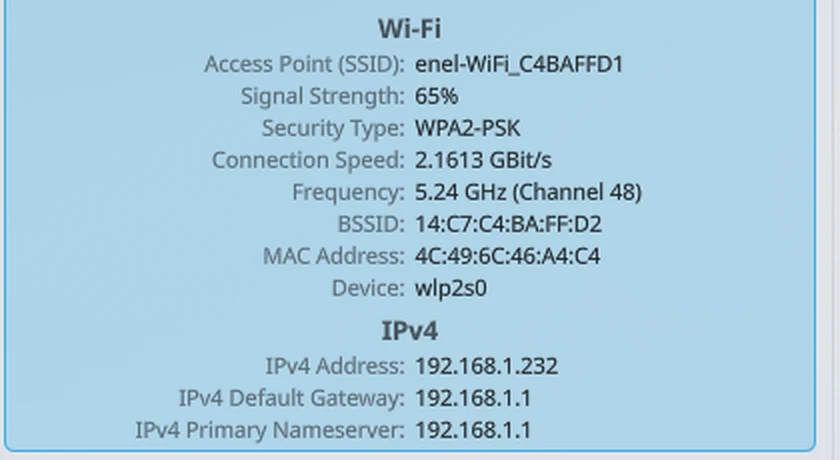 Wi-Fi
Access Point (SSID): enel-WiFi_C4BAFFD1
Signal Strength: 65%
Security Type: WPA2-PSK
Connection Speed: 2.1613 GBit/s
Frequency: 5.24 GHz (Channel 48)
BSSID: 14:C7:C4:BA:FF:D2
MAC Address: 4C:49:6C:46:A4:C4
Device: wlp2s0
IPv4
IPv4 Address: 192.168.1.232
IPv4 Default Gateway: 192.168.1.1
IPv4 Primary Nameserver: 192.168.1.1